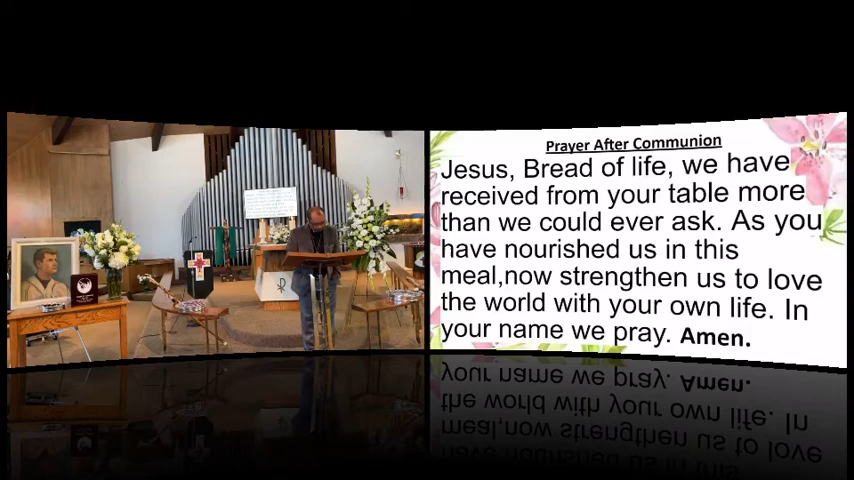 Prayer After Communion
Jesus, Bread of life, we have
received from your table more
than we could ever ask. As you
have nourished us in this
meal,now strengthen us to love
the world with your own life. In
your name we pray. Amen.